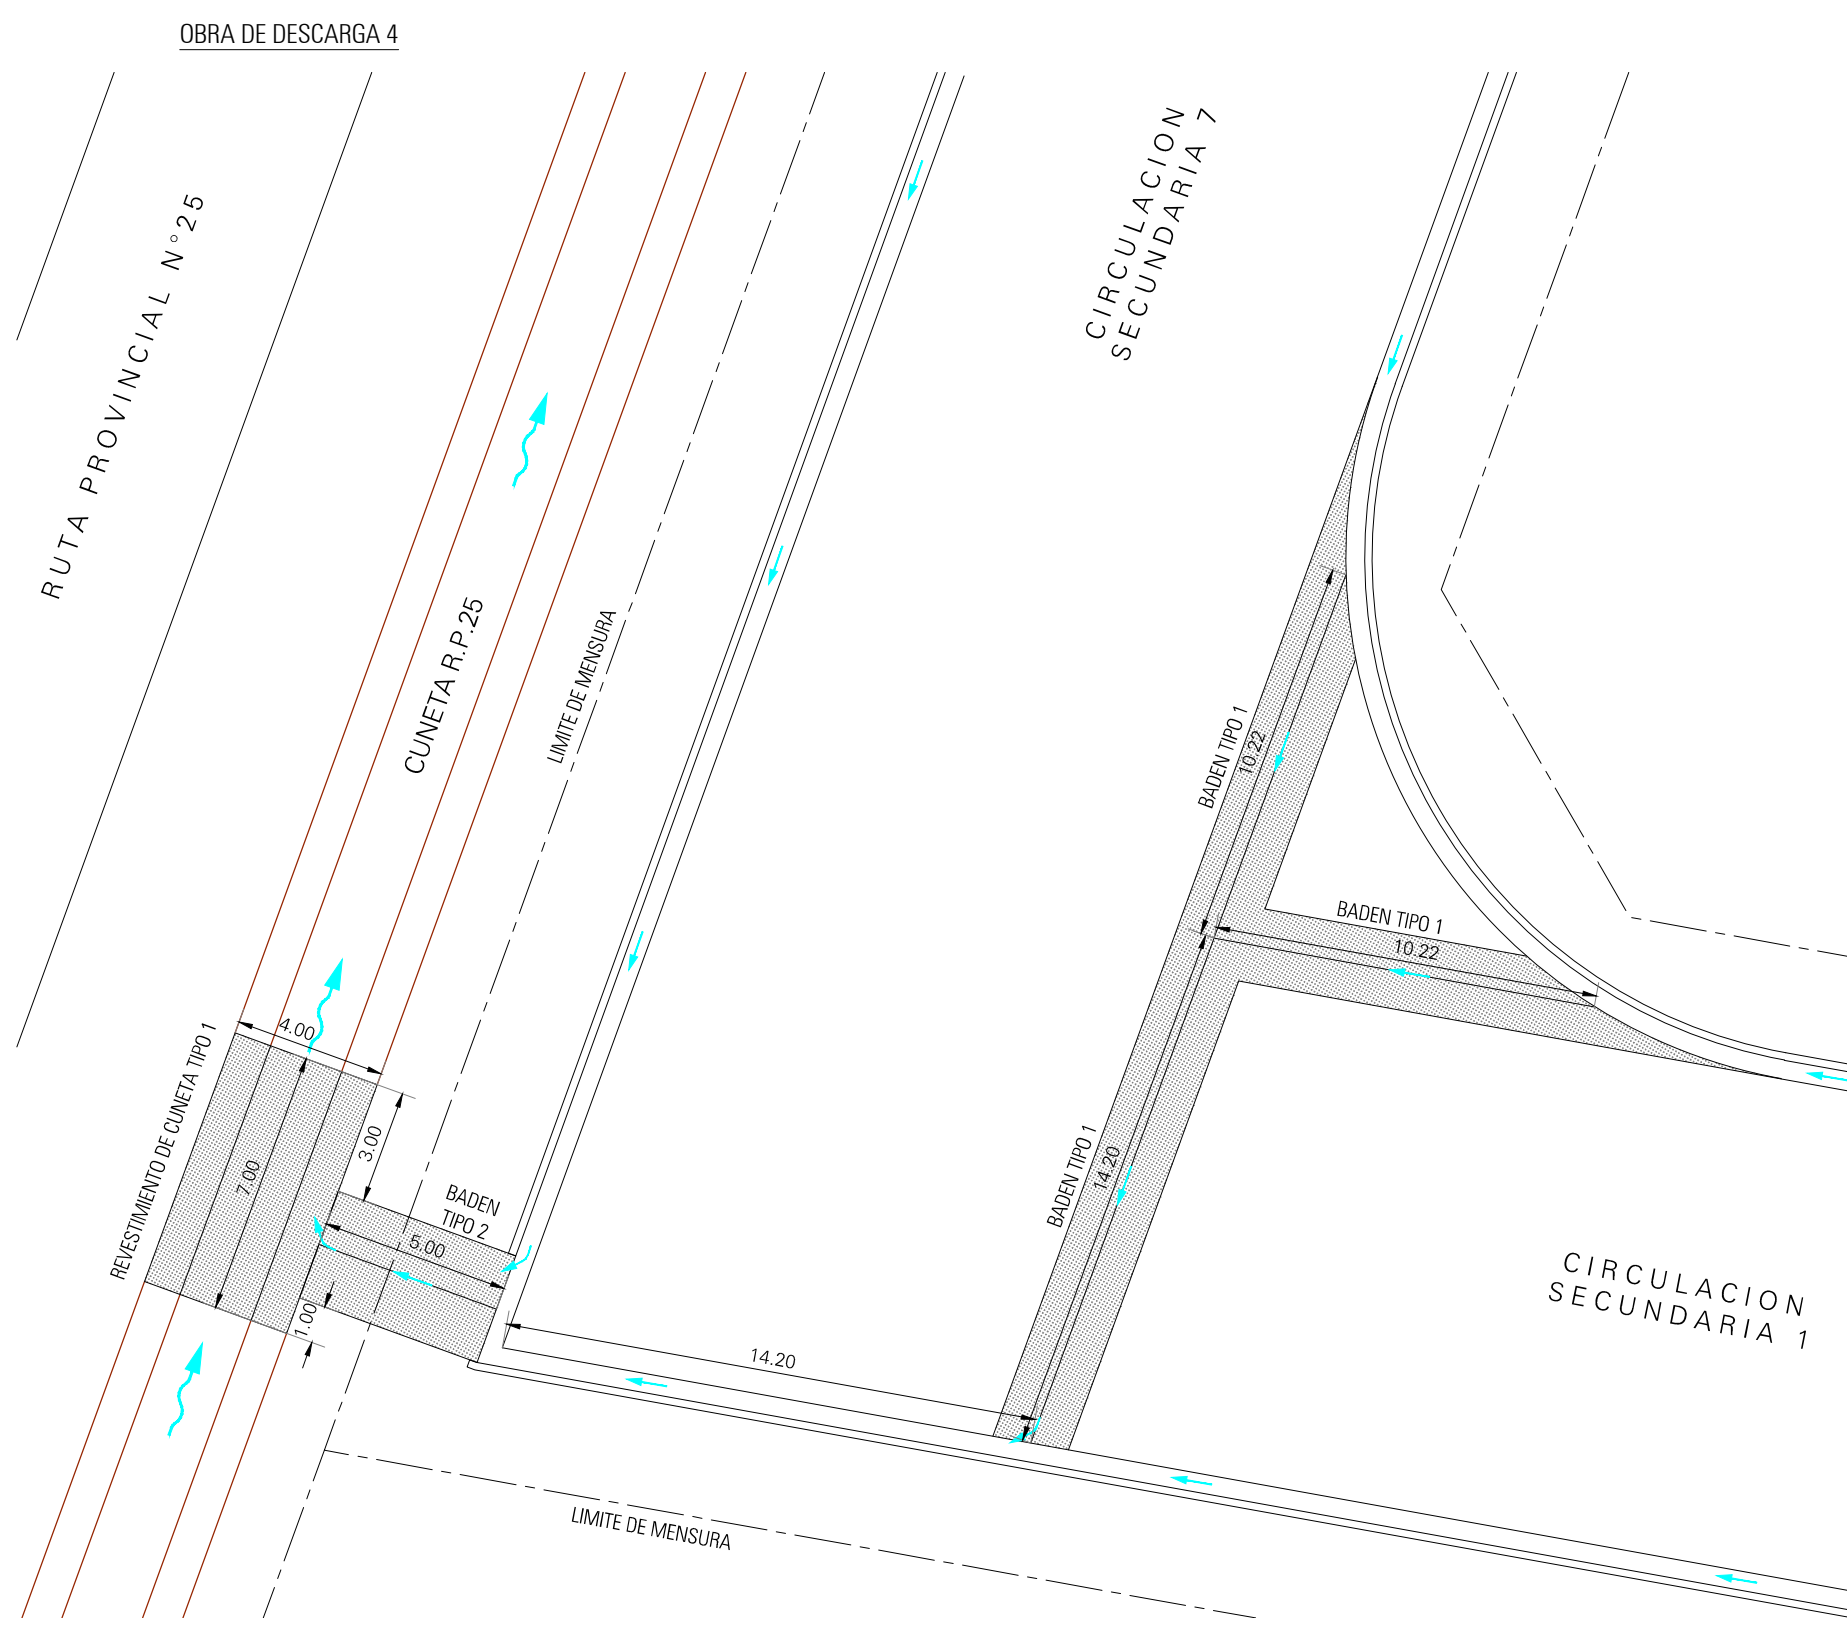 OBRA DE DESCARGA 4
CIRCULACION
SECUNDARIA 7
RUTA PROVINCIAL N°25
CUNETA R.P.25
LIMITE DE MENSURA
BADEN TIPO 1
10.22
BADEN TIPO 1
10.22
REVESTIMIENTO DE CUNETA TIPO 1
4.00
3.00
7.00
BADEN
TIPO 2
5.00
1.00
BADEN TIPO 1
14.20
14.20
CIRCULACION
SECUNDARIA 1
LIMITE DE MENSURA